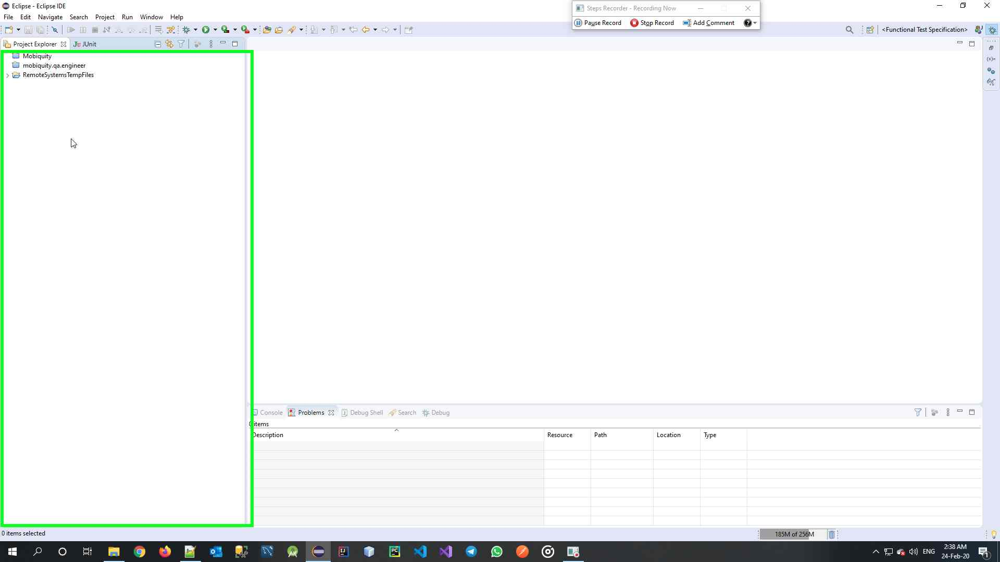 Eclipse - Eclipse IDE
Steps Recorder - Recording Now
File Edit Navigate Search Project Run Window Help
Pause Record Stop Record Add Comment
<Functional Test Specification>
Project Explorer JUnit
(x)=
Mobiquity
mobiquity.qa.engineer
RemoteSystemsTempFiles
Console Problems Debug Shell Search Debug
0 items
Description Resource Path Location Type
0 items selected
185M of 256M
ENG
2:38 AM
24-Feb-20
1